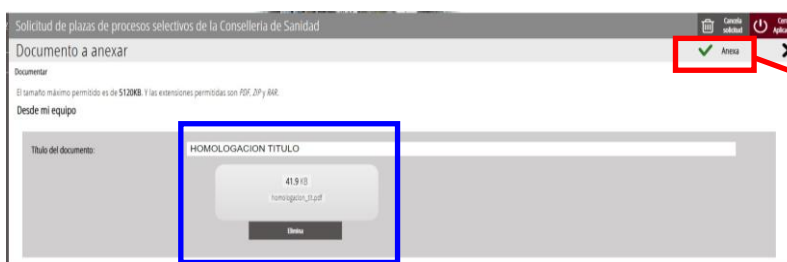 Solicitud de plazas de procesos selectivos de la Conselleria de Sanidad
Cancela solicitud
Documento a anexar
Anexa
Documentar
El tamaño máximo permitido es de 5120KB. Y las extensiones permitidas son PDF, ZIP y RAR.
Desde mi equipo
Título del documento:
HOMOLOGACION TITULO
41.9 KB
homologacion_tit.pdf
Elimina